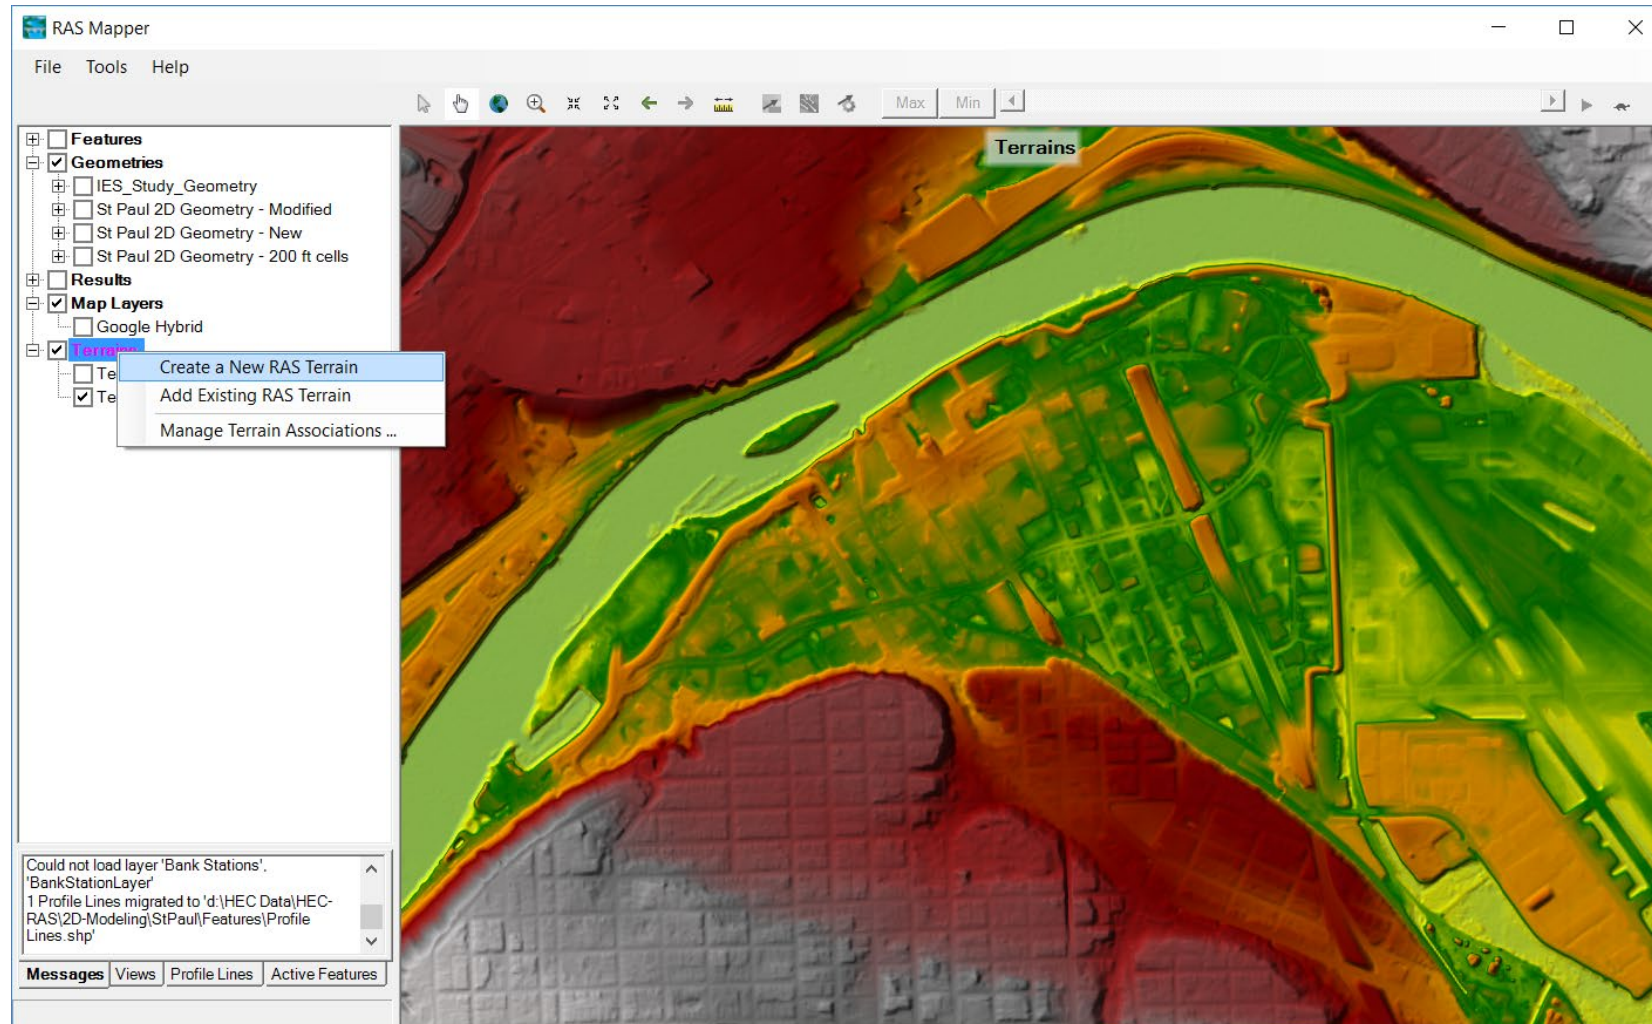 RAS Mapper
File Tools Help
Max Min
Features
Geometries
IES_Study_Geometry
St Paul 2D Geometry - Modified
St Paul 2D Geometry - New
St Paul 2D Geometry - 200 ft cells
Results
Map Layers
Google Hybrid
Terrains
Te
Te
Create a New RAS Terrain
Add Existing RAS Terrain
Manage Terrain Associations ...
Terrains
Could not load layer 'Bank Stations',
'BankStationLayer'
1 Profile Lines migrated to 'd:\HEC Data\HEC-
RAS\2D-Modeling\StPaul\Features\Profile
Lines.shp'
Messages Views Profile Lines Active Features